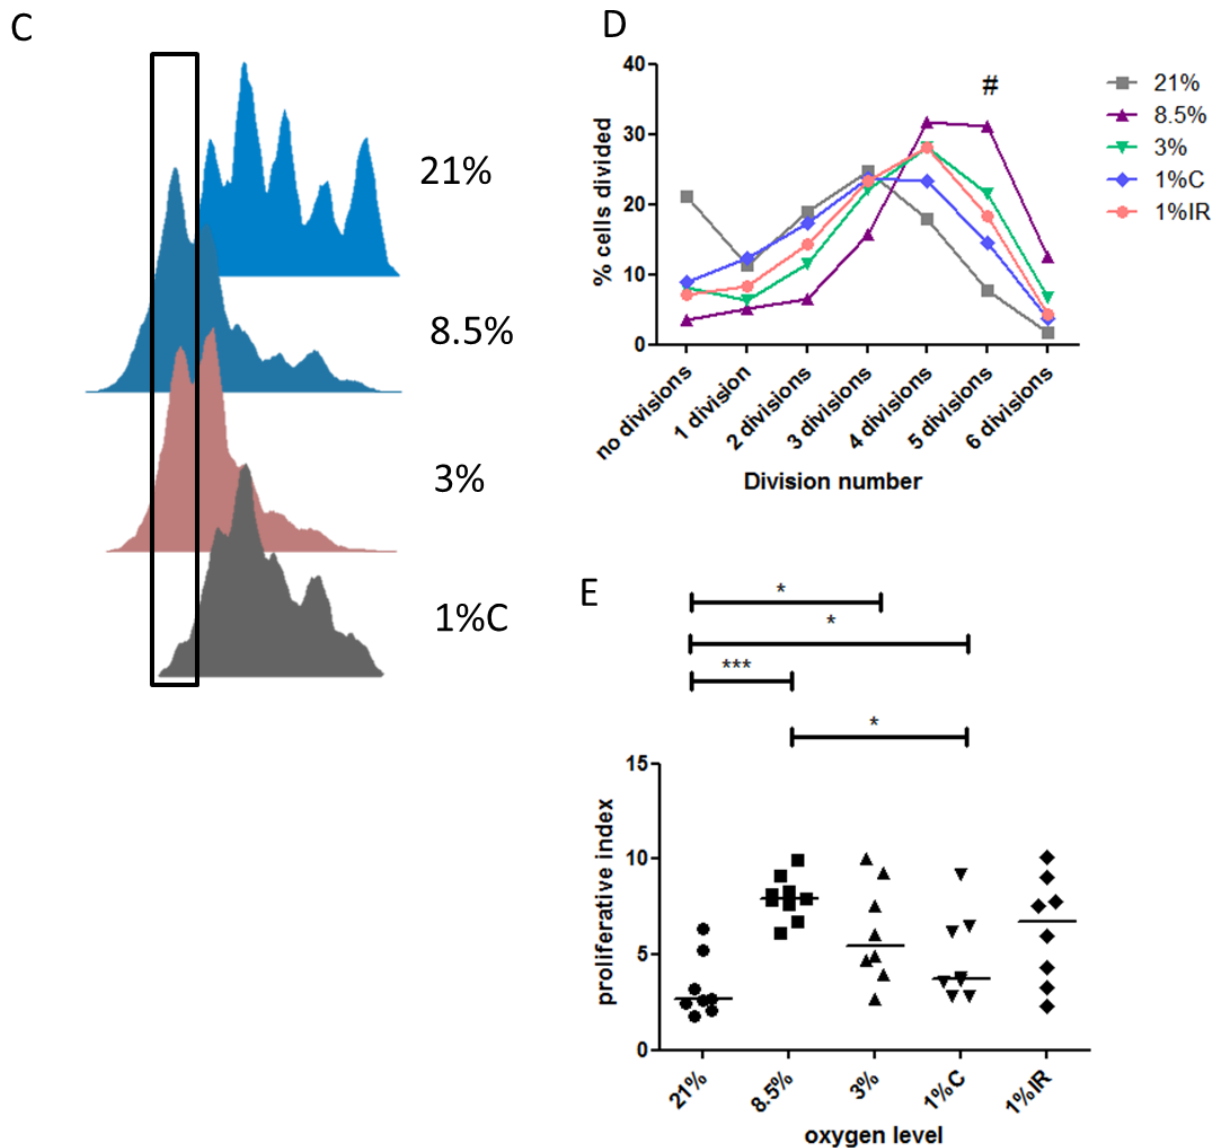 C
21%
8.5%
3%
1%C
D
40
30
20
10
0
% cells divided
#
no divisions
1 division
2 divisions
3 divisions
4 divisions
5 divisions
6 divisions
Division number
21%
8.5%
3%
1%C
1%IR
E
*
*
***
*
15
10
5
0
proliferative index
21%
8.5%
3%
1%C
1%IR
oxygen level